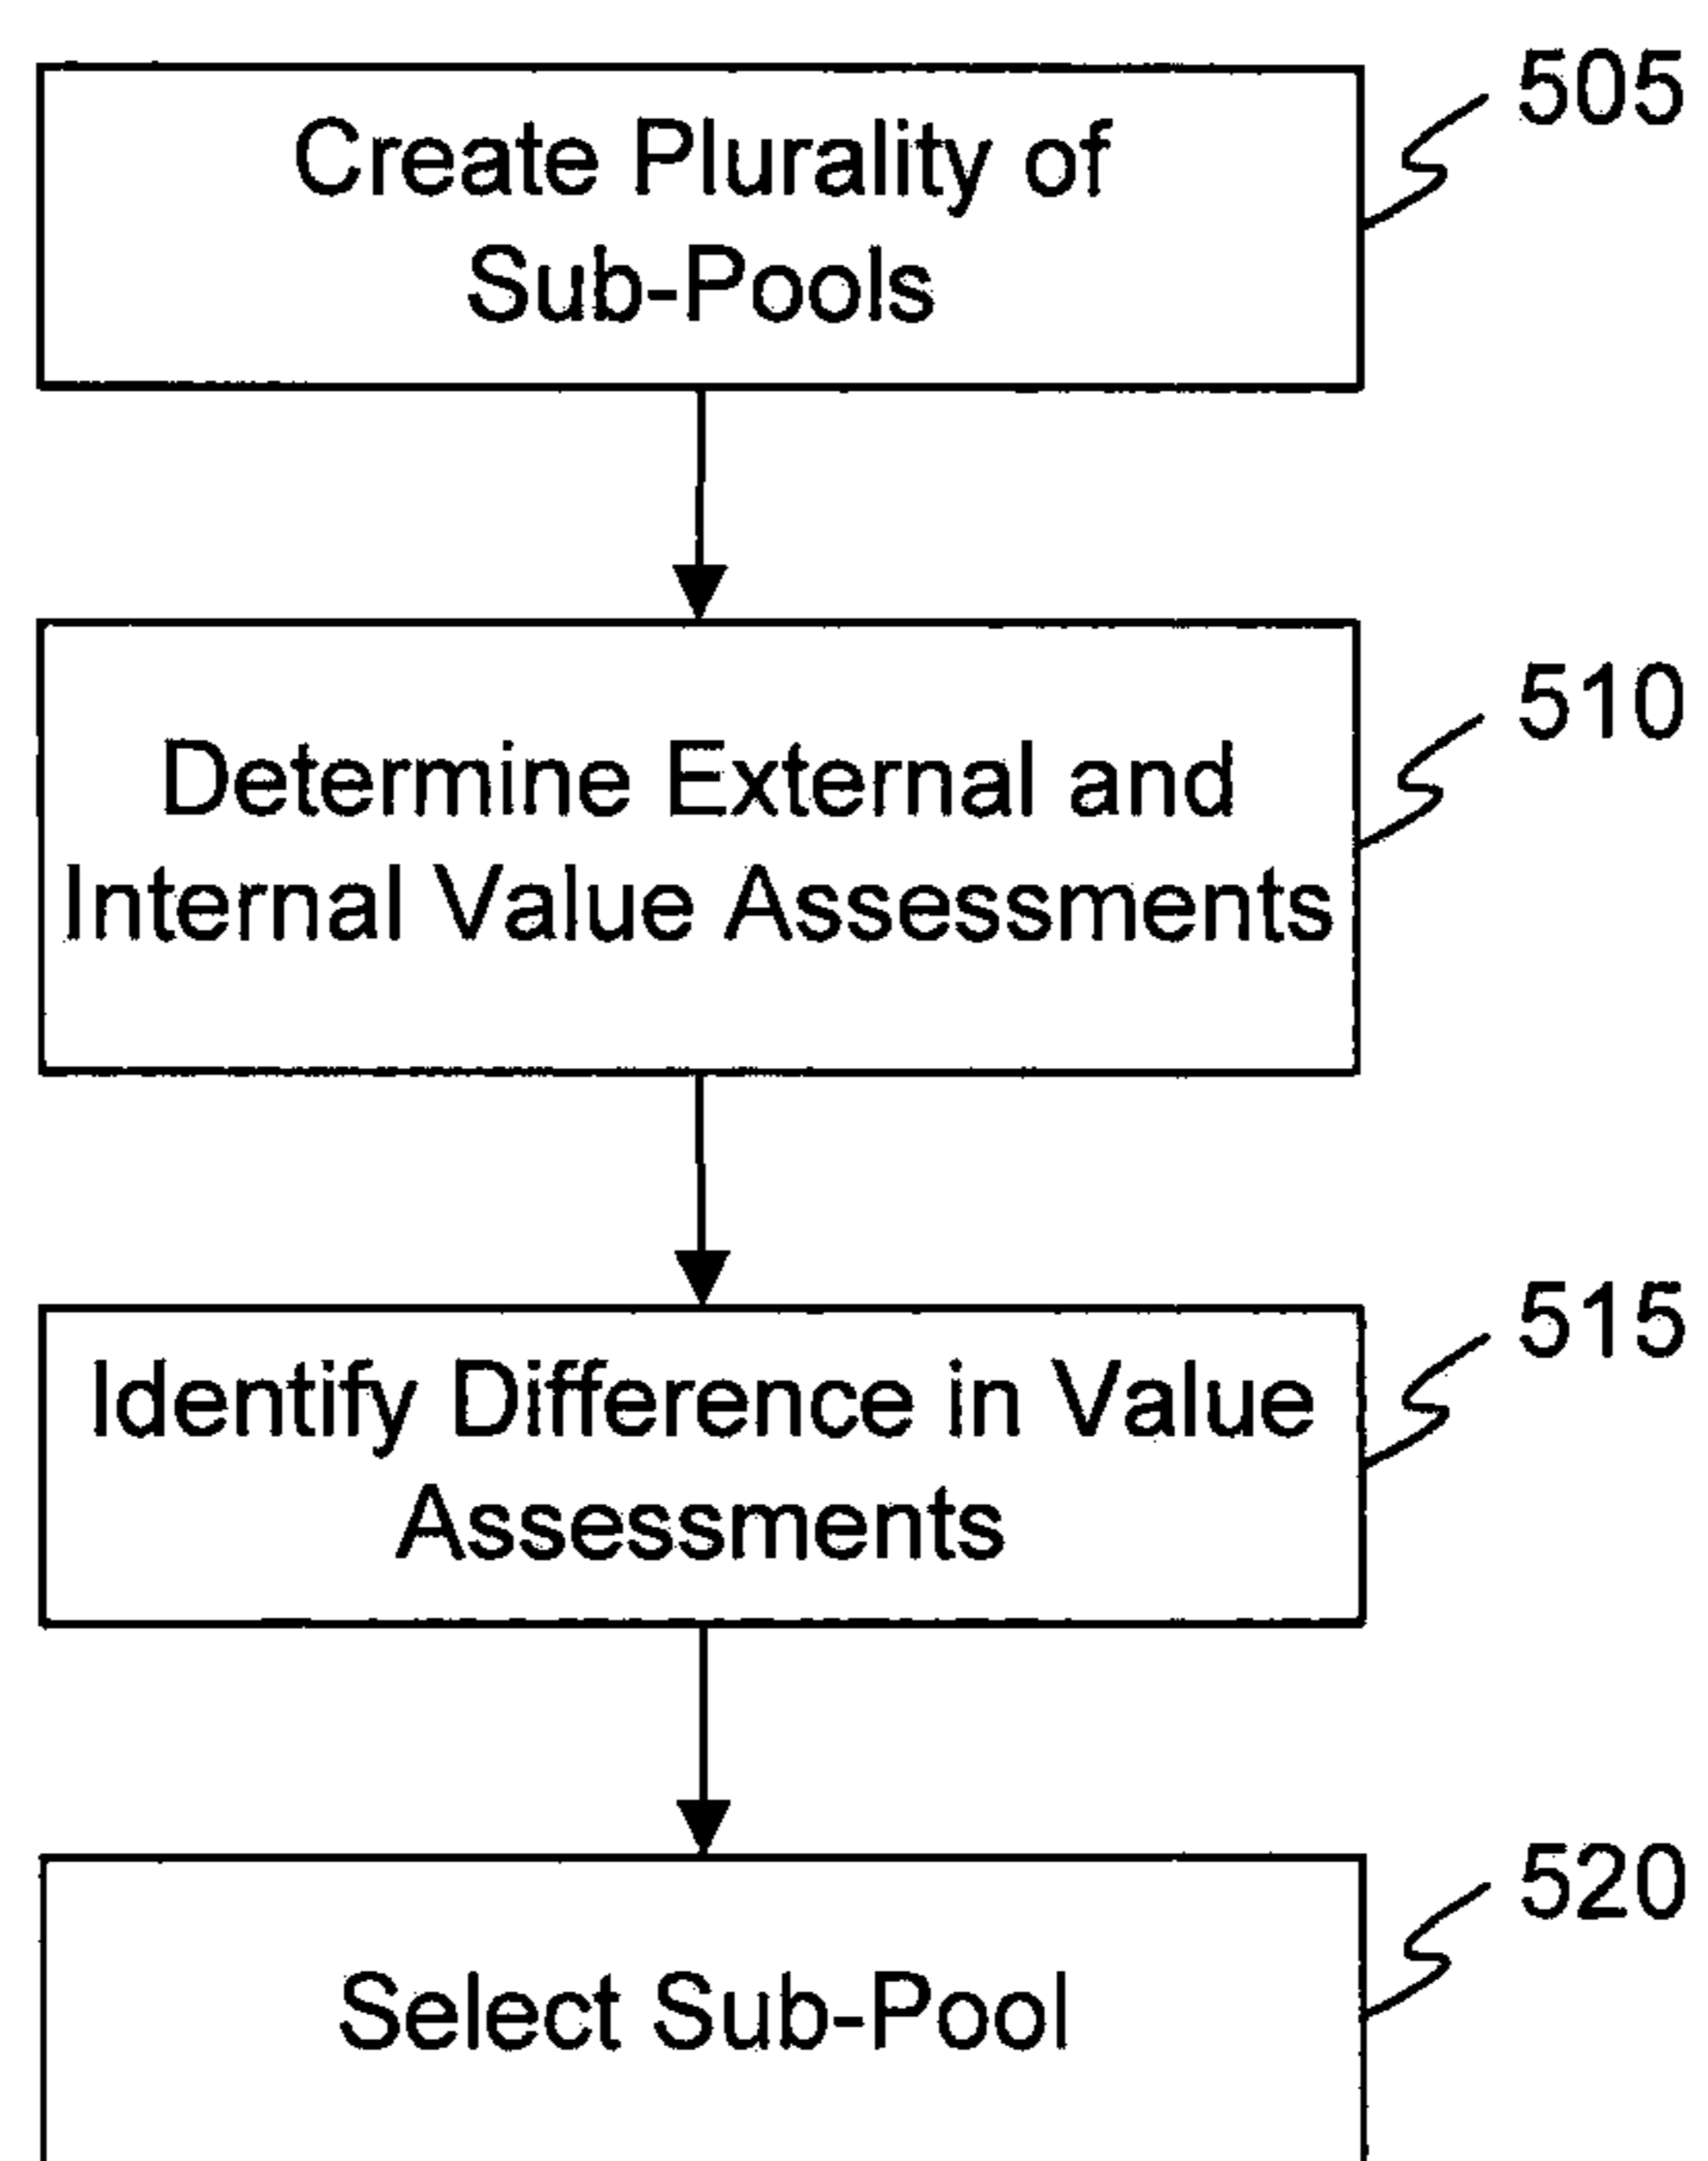 505
Create Plurality of
Sub-Pools
510
Determine External and
Internal Value Assessments
515
Identify Difference in Value
Assessments
520
Select Sub-Pool